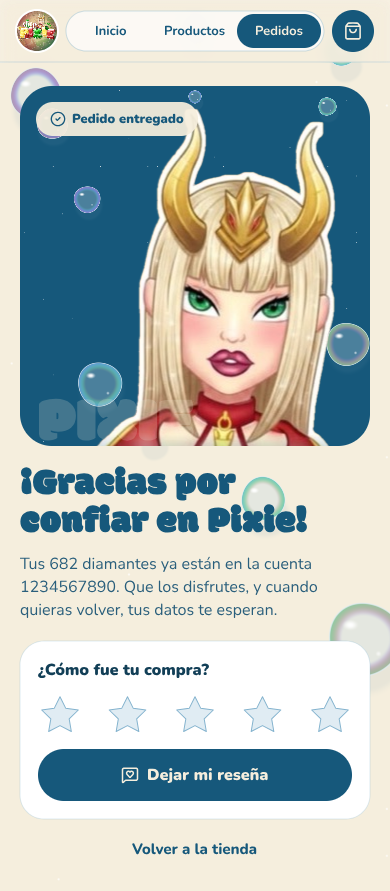 Inicio
Productos
Pedidos
Pedido entregado
PIXIE
¡Gracias por
confiar en Pixie!
Tus 682 diamantes ya están en la cuenta
1234567890. Que los disfrutes, y cuando
quieras volver, tus datos te esperan.
¿Cómo fue tu compra?
Dejar mi reseña
Volver a la tienda